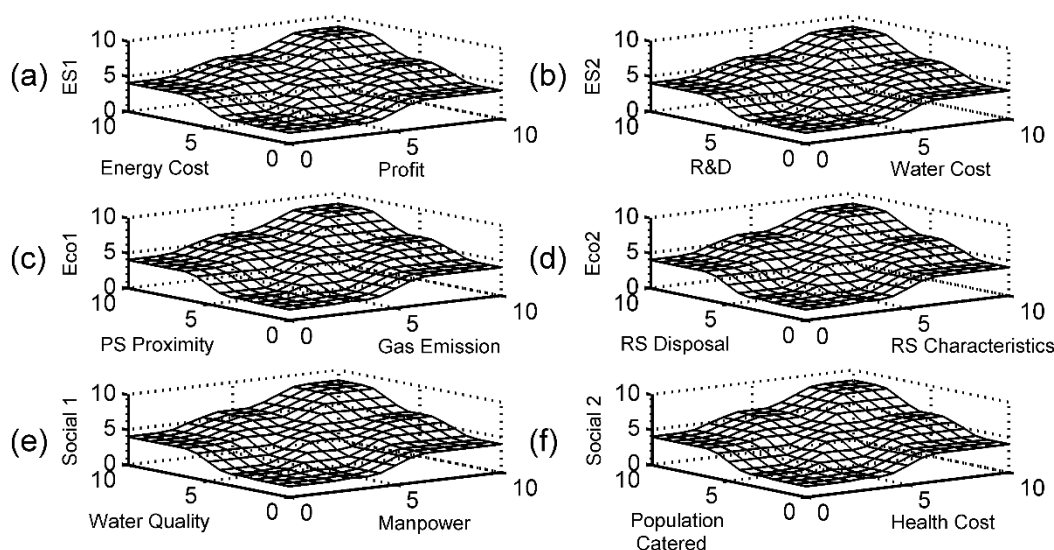 (a)
ES1
10
5
0
10
5
0
0
5
10
Energy Cost
Profit
(b)
ES2
10
5
0
10
5
0
0
5
10
R&D
Water Cost
(c)
Eco1
10
5
0
10
5
0
0
5
10
PS Proximity
Gas Emission
(d)
Eco2
10
5
0
10
5
0
0
5
10
RS Disposal
RS Characteristics
(e)
Social 1
10
5
0
10
5
0
0
5
10
Water Quality
Manpower
(f)
Social 2
10
5
0
10
5
0
0
5
10
Population
Catered
Health Cost